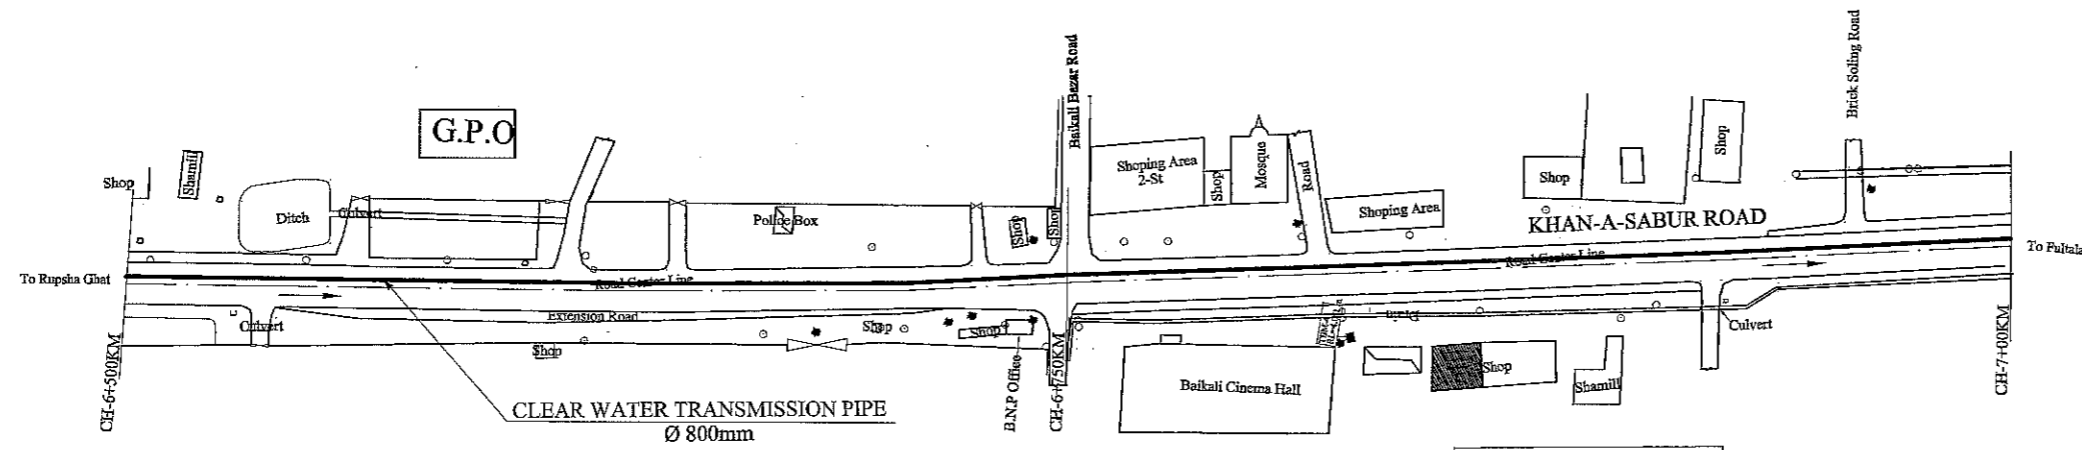 Brick Soling Road
Baikali Bazar Road
G.P.O
Shop
Shoping Area
2-St
Mosque
Shamill
Shop
Shop
Road
Shop
Shoping Area
Ditch
Culvert
Police Box
Shop
Shop
KHAN-A-SABUR ROAD
To Fultala
To Rupsha Ghat
Road Center Line
Road Center Line
Extension Road
Culvert
Shop
Shop
Drain
Culvert
Shop
Shop
Baikali Cinema Hall
Shamill
B.N.P Office
CH-6+500KM
CH-6+750KM
CH-7+00KM
CLEAR WATER TRANSMISSION PIPE
Ø 800mm